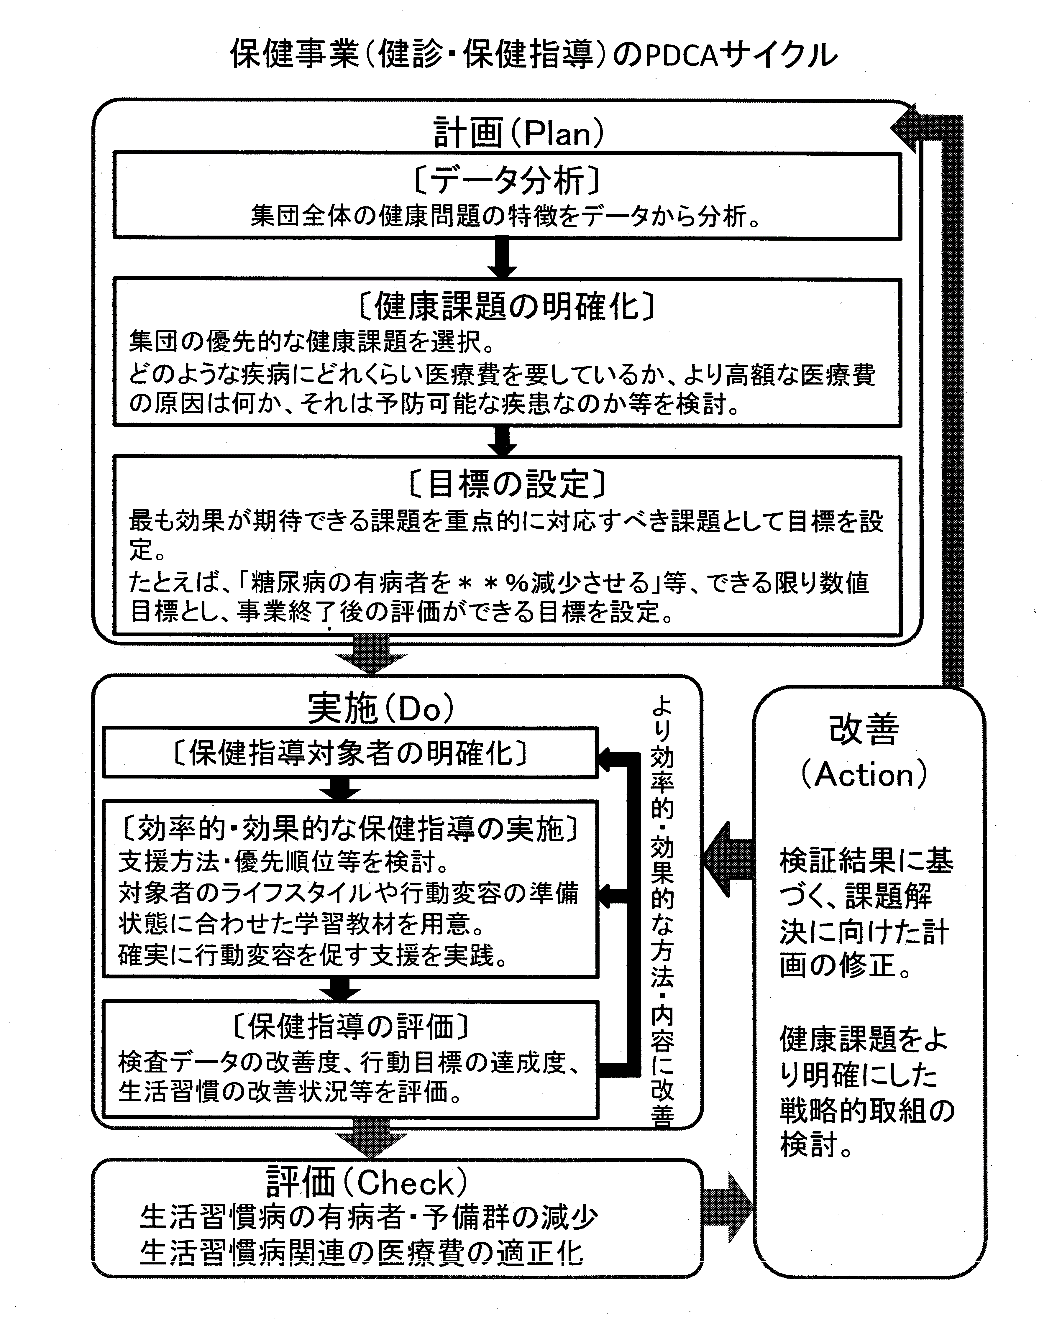 保健事業(健診・保健指導)のPDCAサイクル
計画(Plan)
〔データ分析〕
集団全体の健康問題の特徴をデータから分析。
〔健康課題の明確化〕
集団の優先的な健康課題を選択。
どのような疾病にどれくらい医療費を要しているか、より高額な医療費
の原因は何か、それは予防可能な疾患なのか等を検討。
〔目標の設定〕
最も効果が期待できる課題を重点的に対応すべき課題として目標を設
定。
たとえば、「糖尿病の有病者を＊＊%減少させる」等、できる限り数値
目標とし、事業終了後の評価ができる目標を設定。
実施(Do)
〔保健指導対象者の明確化〕
〔効率的・効果的な保健指導の実施〕
支援方法・優先順位等を検討。
対象者のライフスタイルや行動変容の準備
状態に合わせた学習教材を用意。
確実に行動変容を促す支援を実践。
〔保健指導の評価〕
検査データの改善度、行動目標の達成度、
生活習慣の改善状況等を評価。
より効率的・効果的な方法・内容に改善
評価(Check)
生活習慣病の有病者・予備群の減少
生活習慣病関連の医療費の適正化
改善
(Action)
検証結果に基
づく、課題解
決に向けた計
画の修正。
健康課題をよ
り明確にした
戦略的取組の
検討。